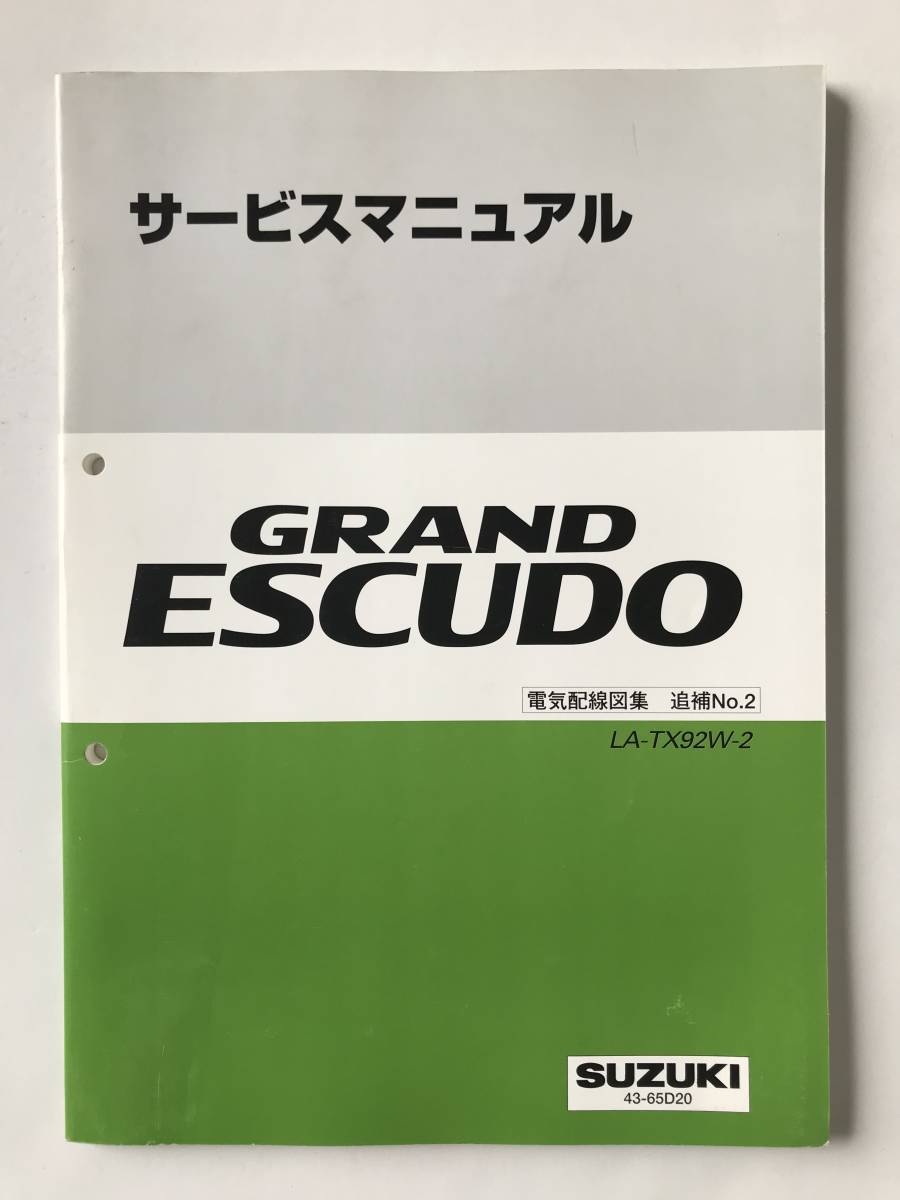 サービスマニュアル
GRAND
ESCUDO
電気配線図集　追補No.2
LA-TX92W-2
SUZUKI
43-65D20